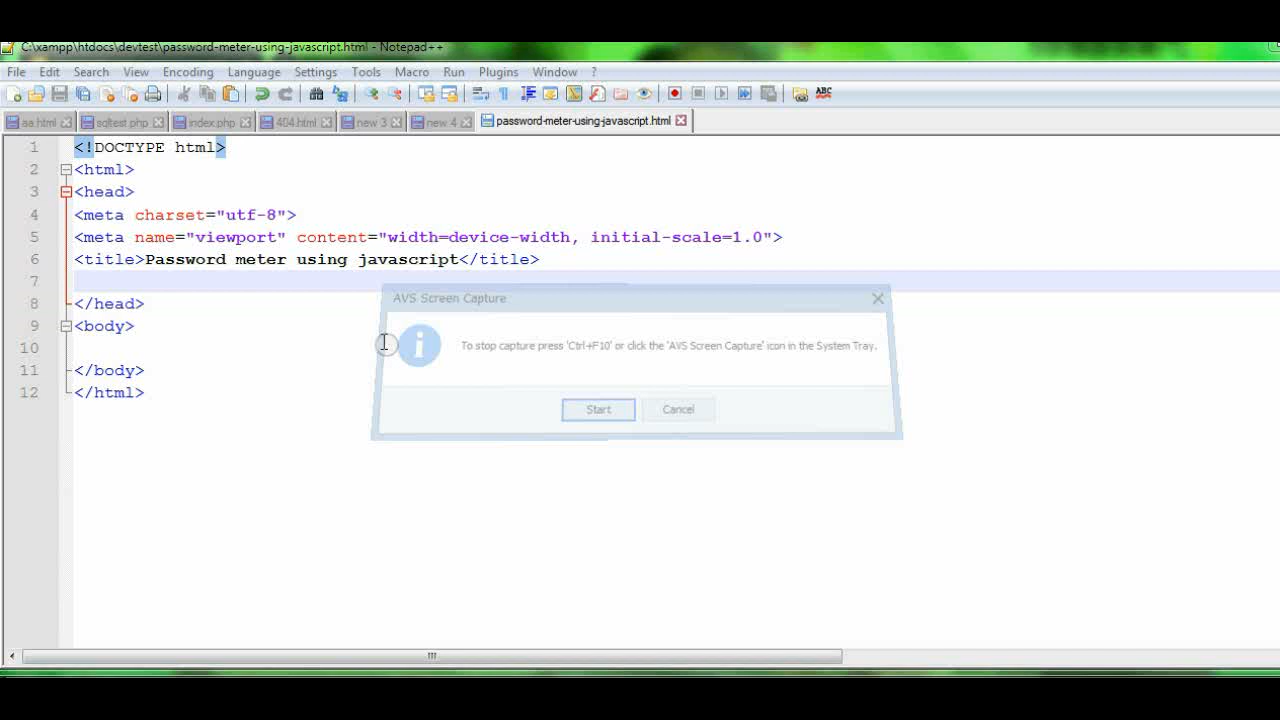 C:\xampp\htdocs\devtest\password-meter-using-javascript.html - Notepad++
File Edit Search View Encoding Language Settings Tools Macro Run Plugins Window ?
ABC
aa.html sqltest.php index.php 404.html new 3 new 4 password-meter-using-javascript.html
1 <!DOCTYPE html>
2 <html>
3 <head>
4 <meta charset="utf-8">
5 <meta name="viewport" content="width=device-width, initial-scale=1.0">
6 <title>Password meter using javascript</title>
7
8 </head>
9 <body>
10
11 </body>
12 </html>
AVS Screen Capture
To stop capture press 'Ctrl+F10' or click the 'AVS Screen Capture' icon in the System Tray.
Start Cancel